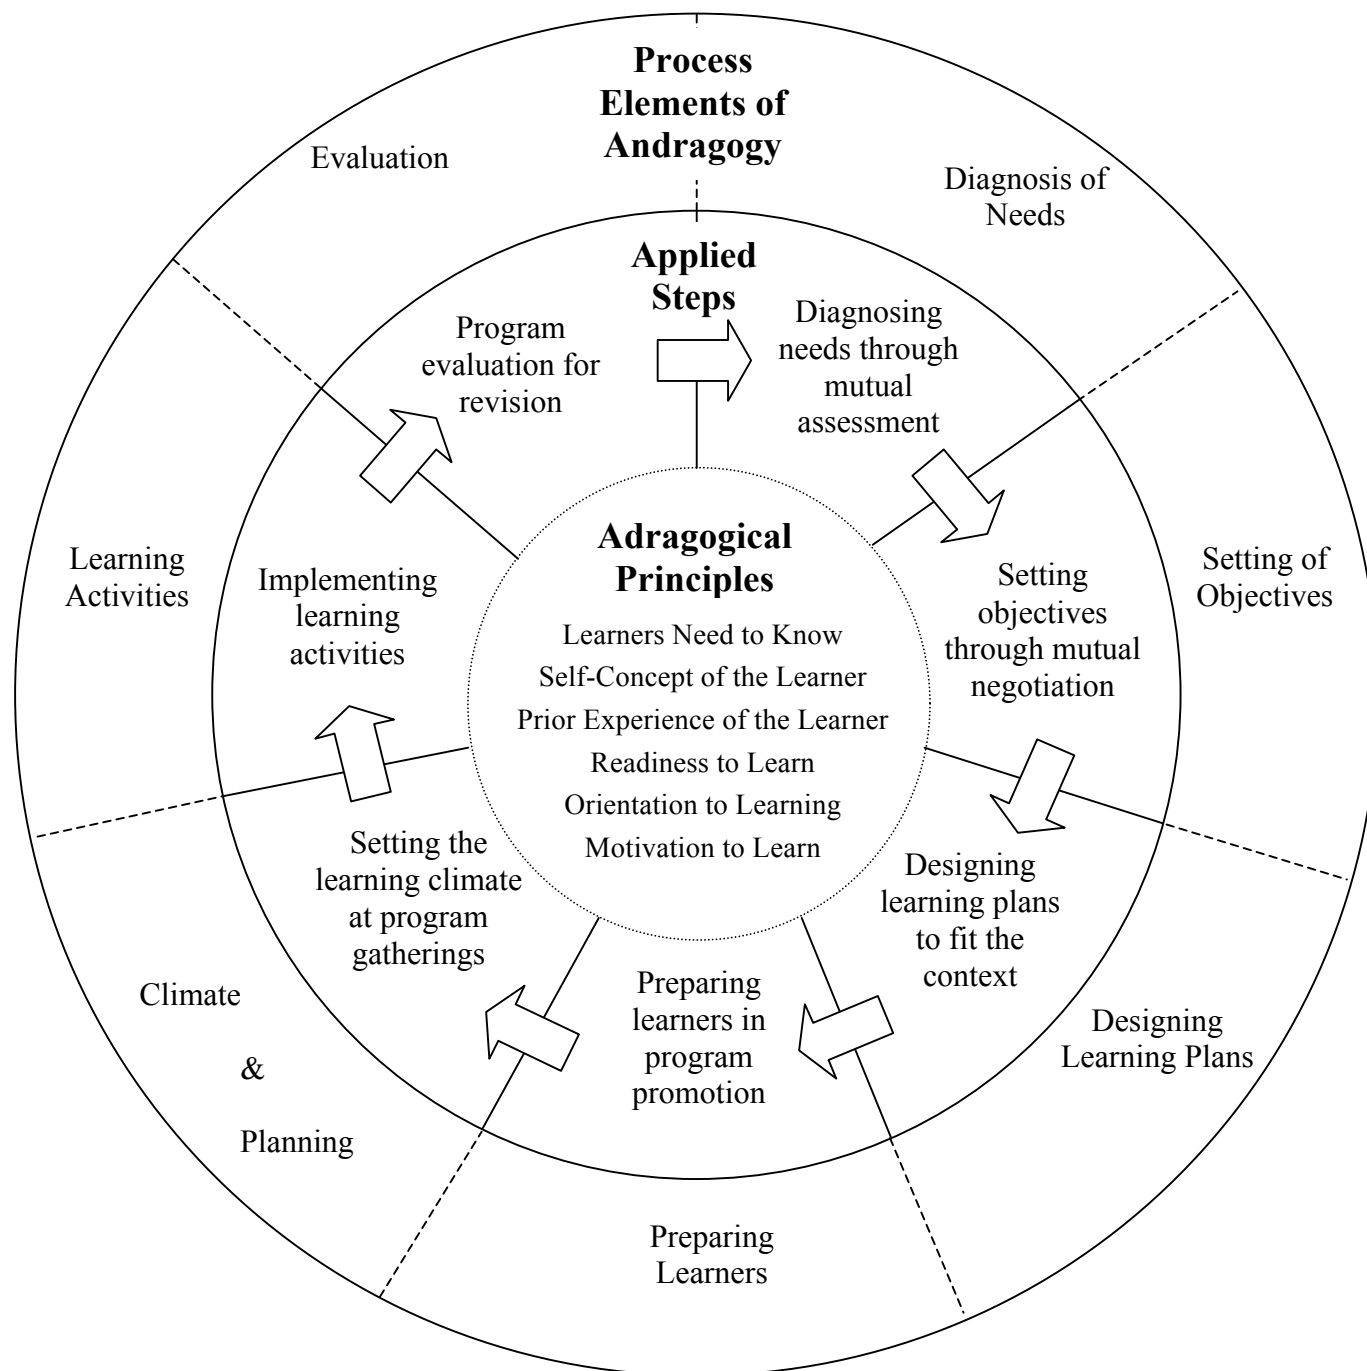 Process
Elements of
Andragogy
Evaluation
Diagnosis of
Needs
Applied
Steps
Program
evaluation for
revision
Diagnosing
needs through
mutual
assessment
Adragogical
Principles
Learners Need to Know
Self-Concept of the Learner
Prior Experience of the Learner
Readiness to Learn
Orientation to Learning
Motivation to Learn
Learning
Activities
Implementing
learning
activities
Setting
objectives
through mutual
negotiation
Setting of
Objectives
Setting the
learning climate
at program
gatherings
Designing
learning plans
to fit the
context
Preparing
learners in
program
promotion
Climate
&
Planning
Designing
Learning Plans
Preparing
Learners